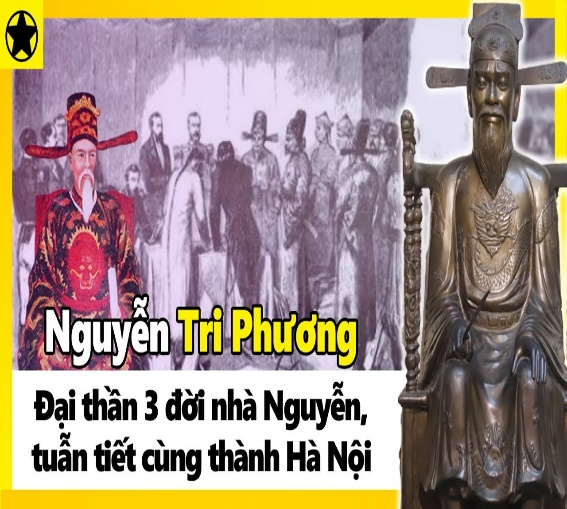 Nguyễn Tri Phương
Đại thần 3 đời nhà Nguyễn,
tuẫn tiết cùng thành Hà Nội